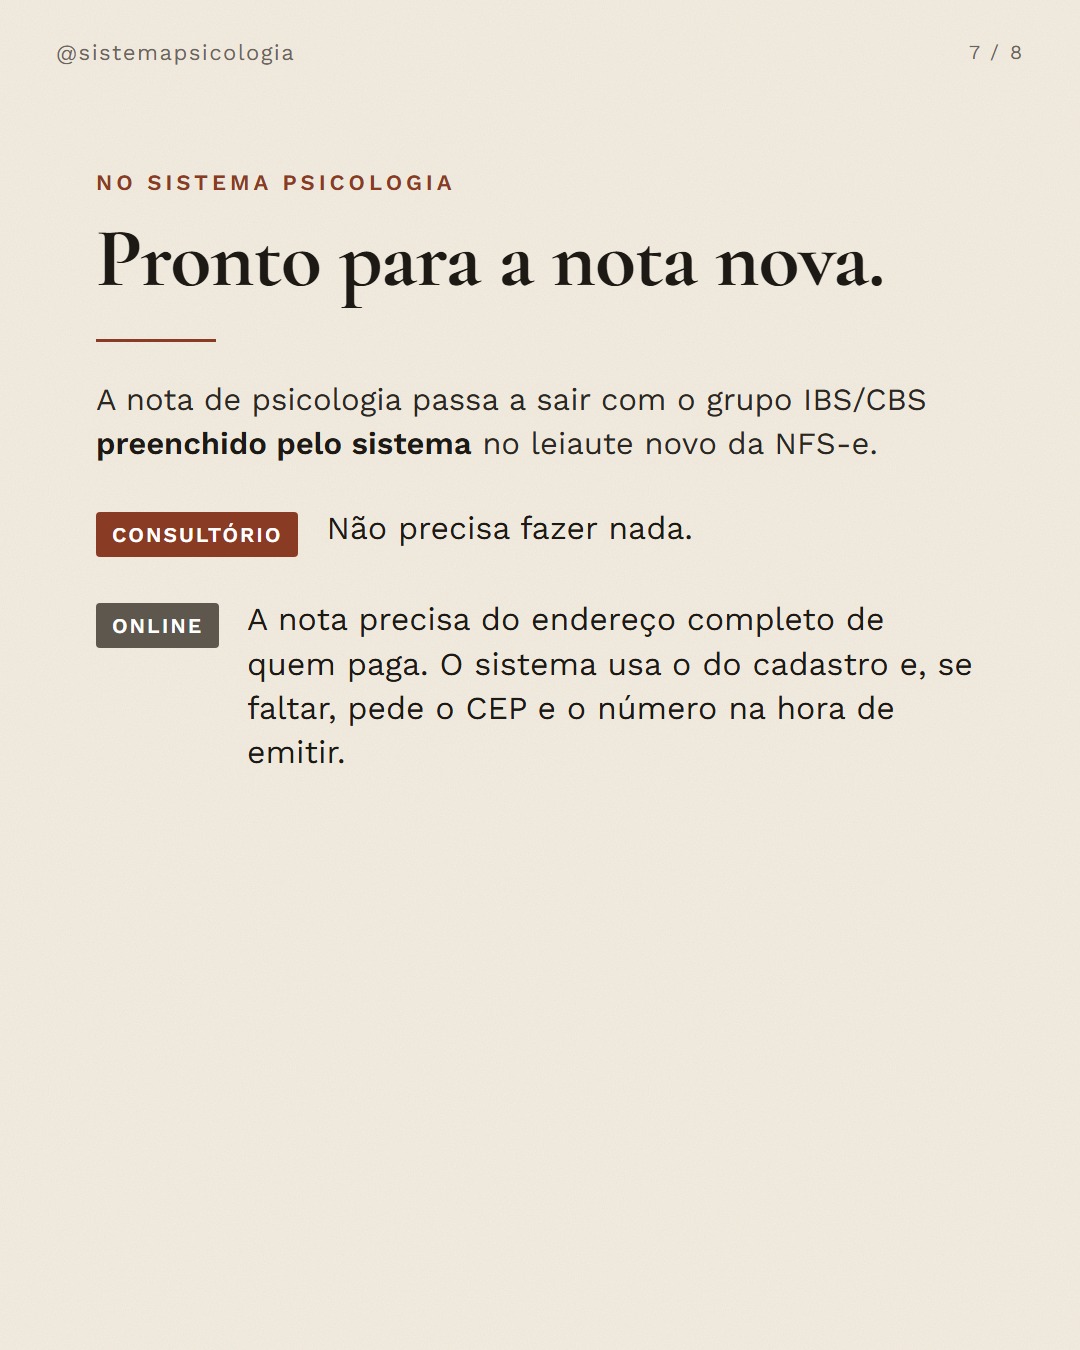 @sistemapsicologia
7 / 8
NO SISTEMA PSICOLOGIA
Pronto para a nota nova.
A nota de psicologia passa a sair com o grupo IBS/CBS
preenchido pelo sistema no leiaute novo da NFS-e.
CONSULTÓRIO Não precisa fazer nada.
ONLINE A nota precisa do endereço completo de
quem paga. O sistema usa o do cadastro e, se
faltar, pede o CEP e o número na hora de
emitir.